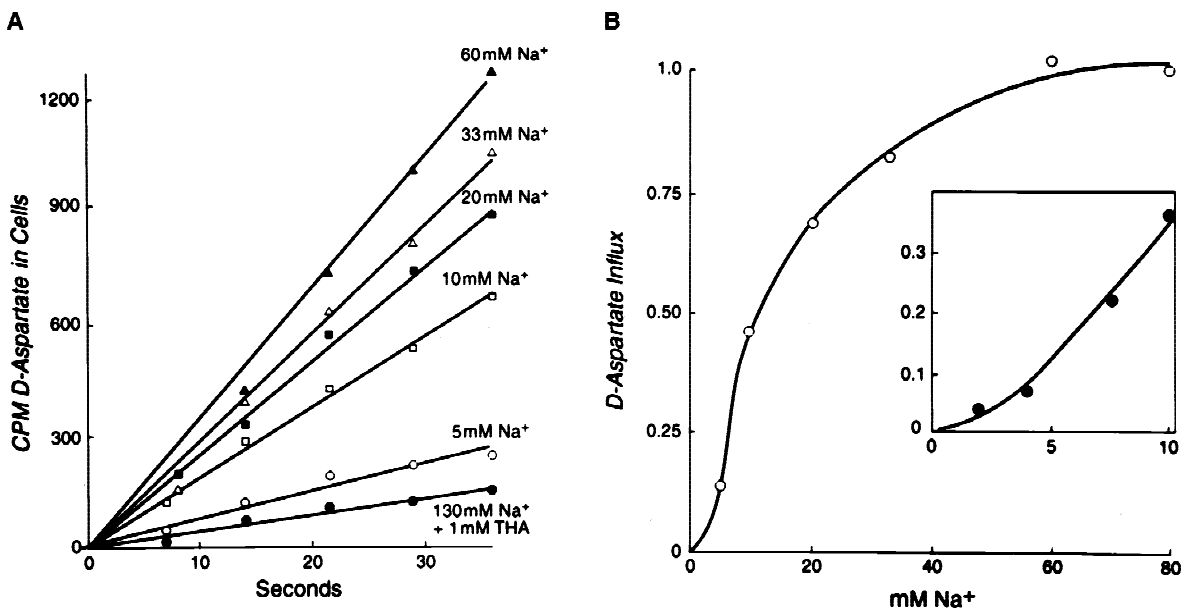 A
CPM D-Aspartate in Cells
1200
900
600
300
0
60mM Na⁺
33mM Na⁺
20mM Na⁺
10mM Na⁺
5mM Na⁺
130mM Na⁺
+ 1mM THA
0 10 20 30
Seconds
B
D-Aspartate Influx
1.0
0.75
0.50
0.25
0
0.3
0.2
0.1
0
0 5 10
0 20 40 60 80
mM Na⁺